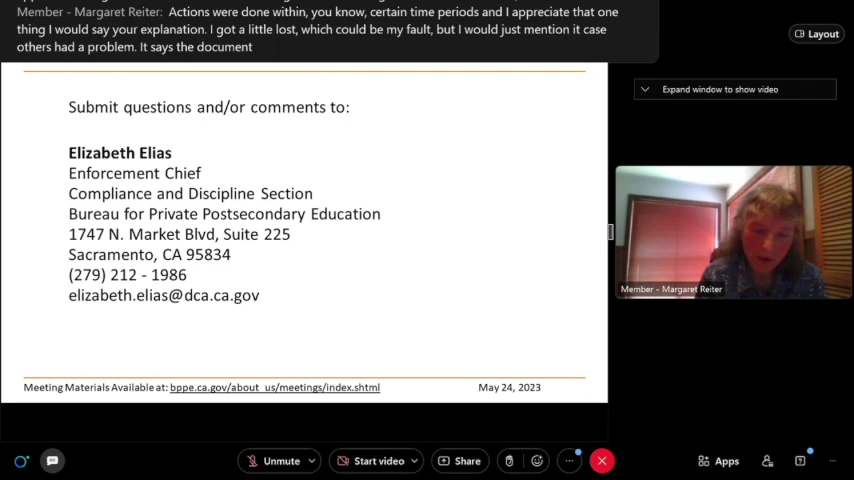 Member - Margaret Reiter: Actions were done within, you know, certain time periods and I appreciate that one
thing I would say your explanation. I got a little lost, which could be my fault, but I would just mention it case
others had a problem. It says the document
Layout
Expand window to show video
Submit questions and/or comments to:
Elizabeth Elias
Enforcement Chief
Compliance and Discipline Section
Bureau for Private Postsecondary Education
1747 N. Market Blvd, Suite 225
Sacramento, CA 95834
(279) 212 - 1986
elizabeth.elias@dca.ca.gov
Member - Margaret Reiter
Meeting Materials Available at: bppe.ca.gov/about_us/meetings/index.shtml
May 24, 2023
Unmute
Start video
Share
Apps